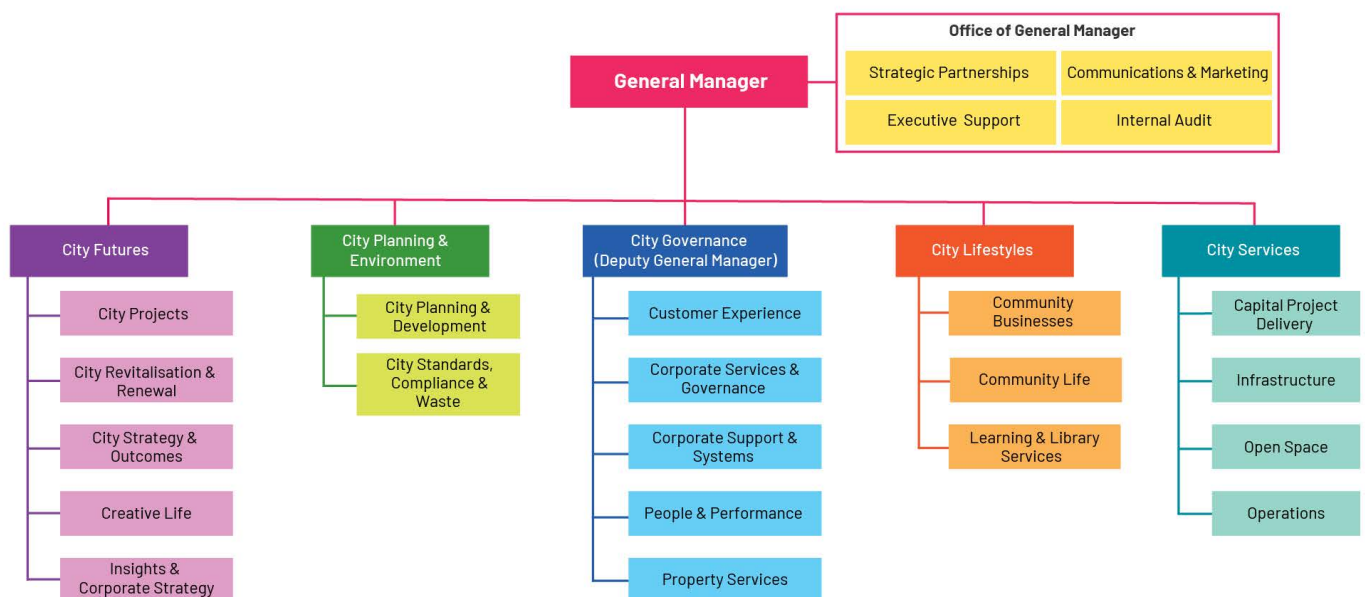 Office of General Manager
General Manager
Strategic Partnerships
Communications & Marketing
Executive Support
Internal Audit
City Futures
City Projects
City Revitalisation &
Renewal
City Strategy &
Outcomes
Creative Life
Insights &
Corporate Strategy
City Planning &
Environment
City Planning &
Development
City Standards,
Compliance &
Waste
City Governance
(Deputy General Manager)
Customer Experience
Corporate Services &
Governance
Corporate Support &
Systems
People & Performance
Property Services
City Lifestyles
Community
Businesses
Community Life
Learning & Library
Services
City Services
Capital Project
Delivery
Infrastructure
Open Space
Operations